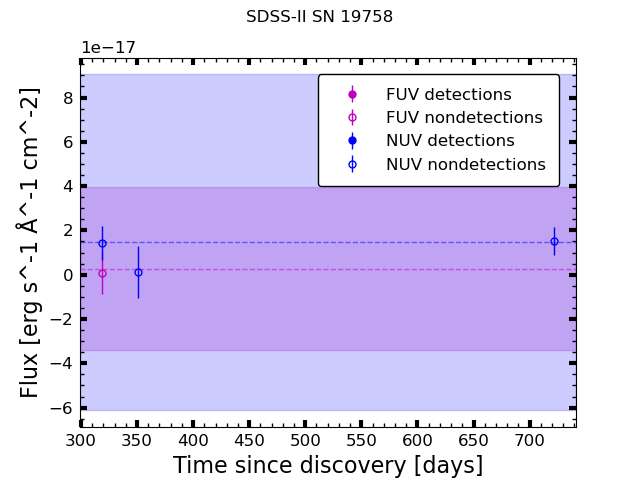 SDSS-II SN 19758
1e−17
8
6
4
2
0
−2
−4
−6
Flux [erg s^-1 Å^-1 cm^-2]
FUV detections
FUV nondetections
NUV detections
NUV nondetections
300 350 400 450 500 550 600 650 700
Time since discovery [days]